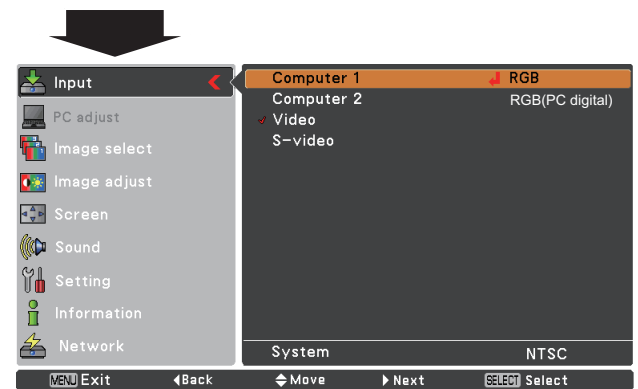 Input
PC adjust
Image select
Image adjust
Screen
Sound
Setting
Information
Network
Computer 1 RGB
Computer 2 RGB(PC digital)
Video
S-video
System NTSC
MENU Exit Back Move Next SELECT Select